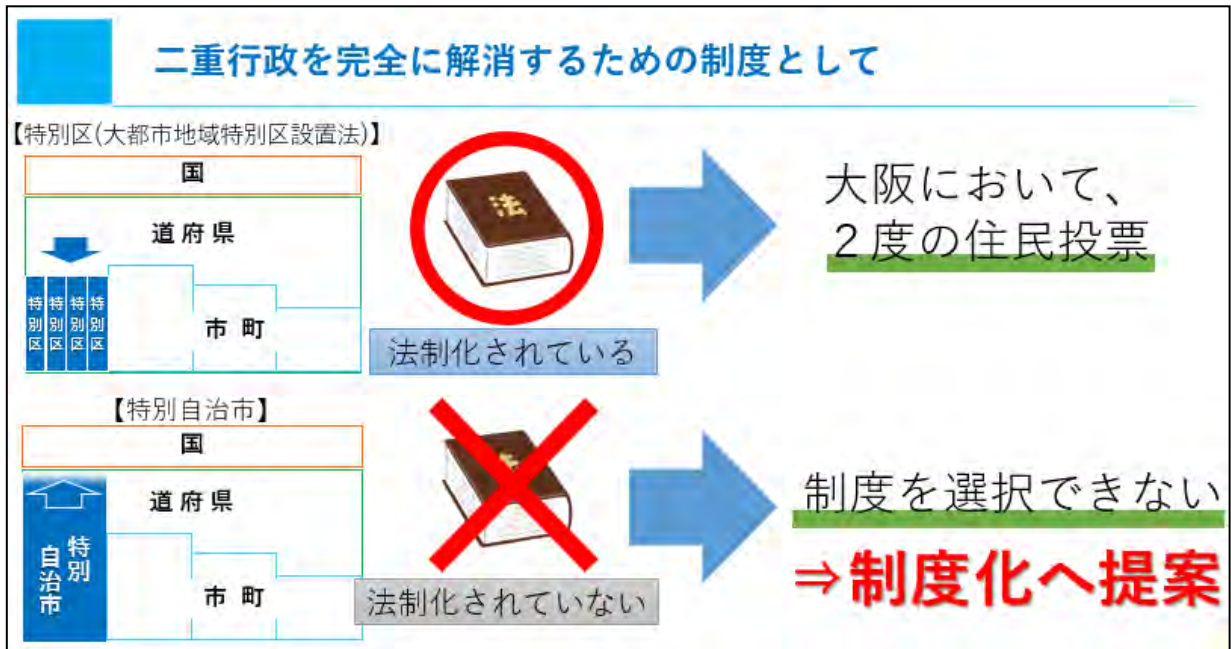 二重行政を完全に解消するための制度として
【特別区(大都市地域特別区設置法)】
国
道府県
特別区
特別区
特別区
特別区
市町
法
法制化されている
大阪において、
２度の住民投票
【特別自治市】
国
道府県
特別
自治市
市町
法制化されていない
制度を選択できない
⇒制度化へ提案